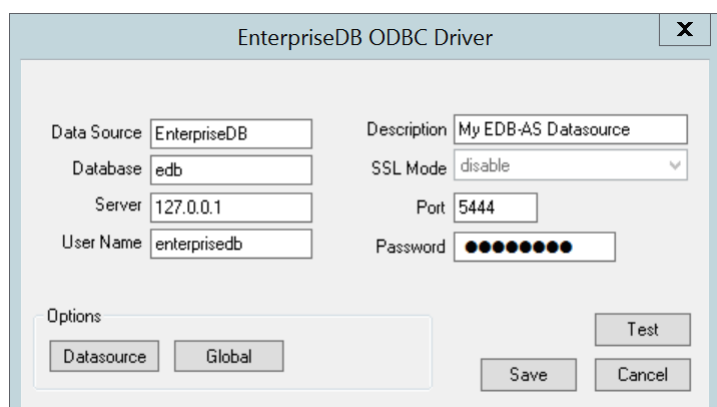 EnterpriseDB ODBC Driver
X
Data Source EnterpriseDB
Description My EDB-AS Datasource
Database edb
SSL Mode disable
Server 127.0.0.1
Port 5444
User Name enterprisedb
Password ●●●●●●●●
Options
Datasource Global
Test
Save Cancel